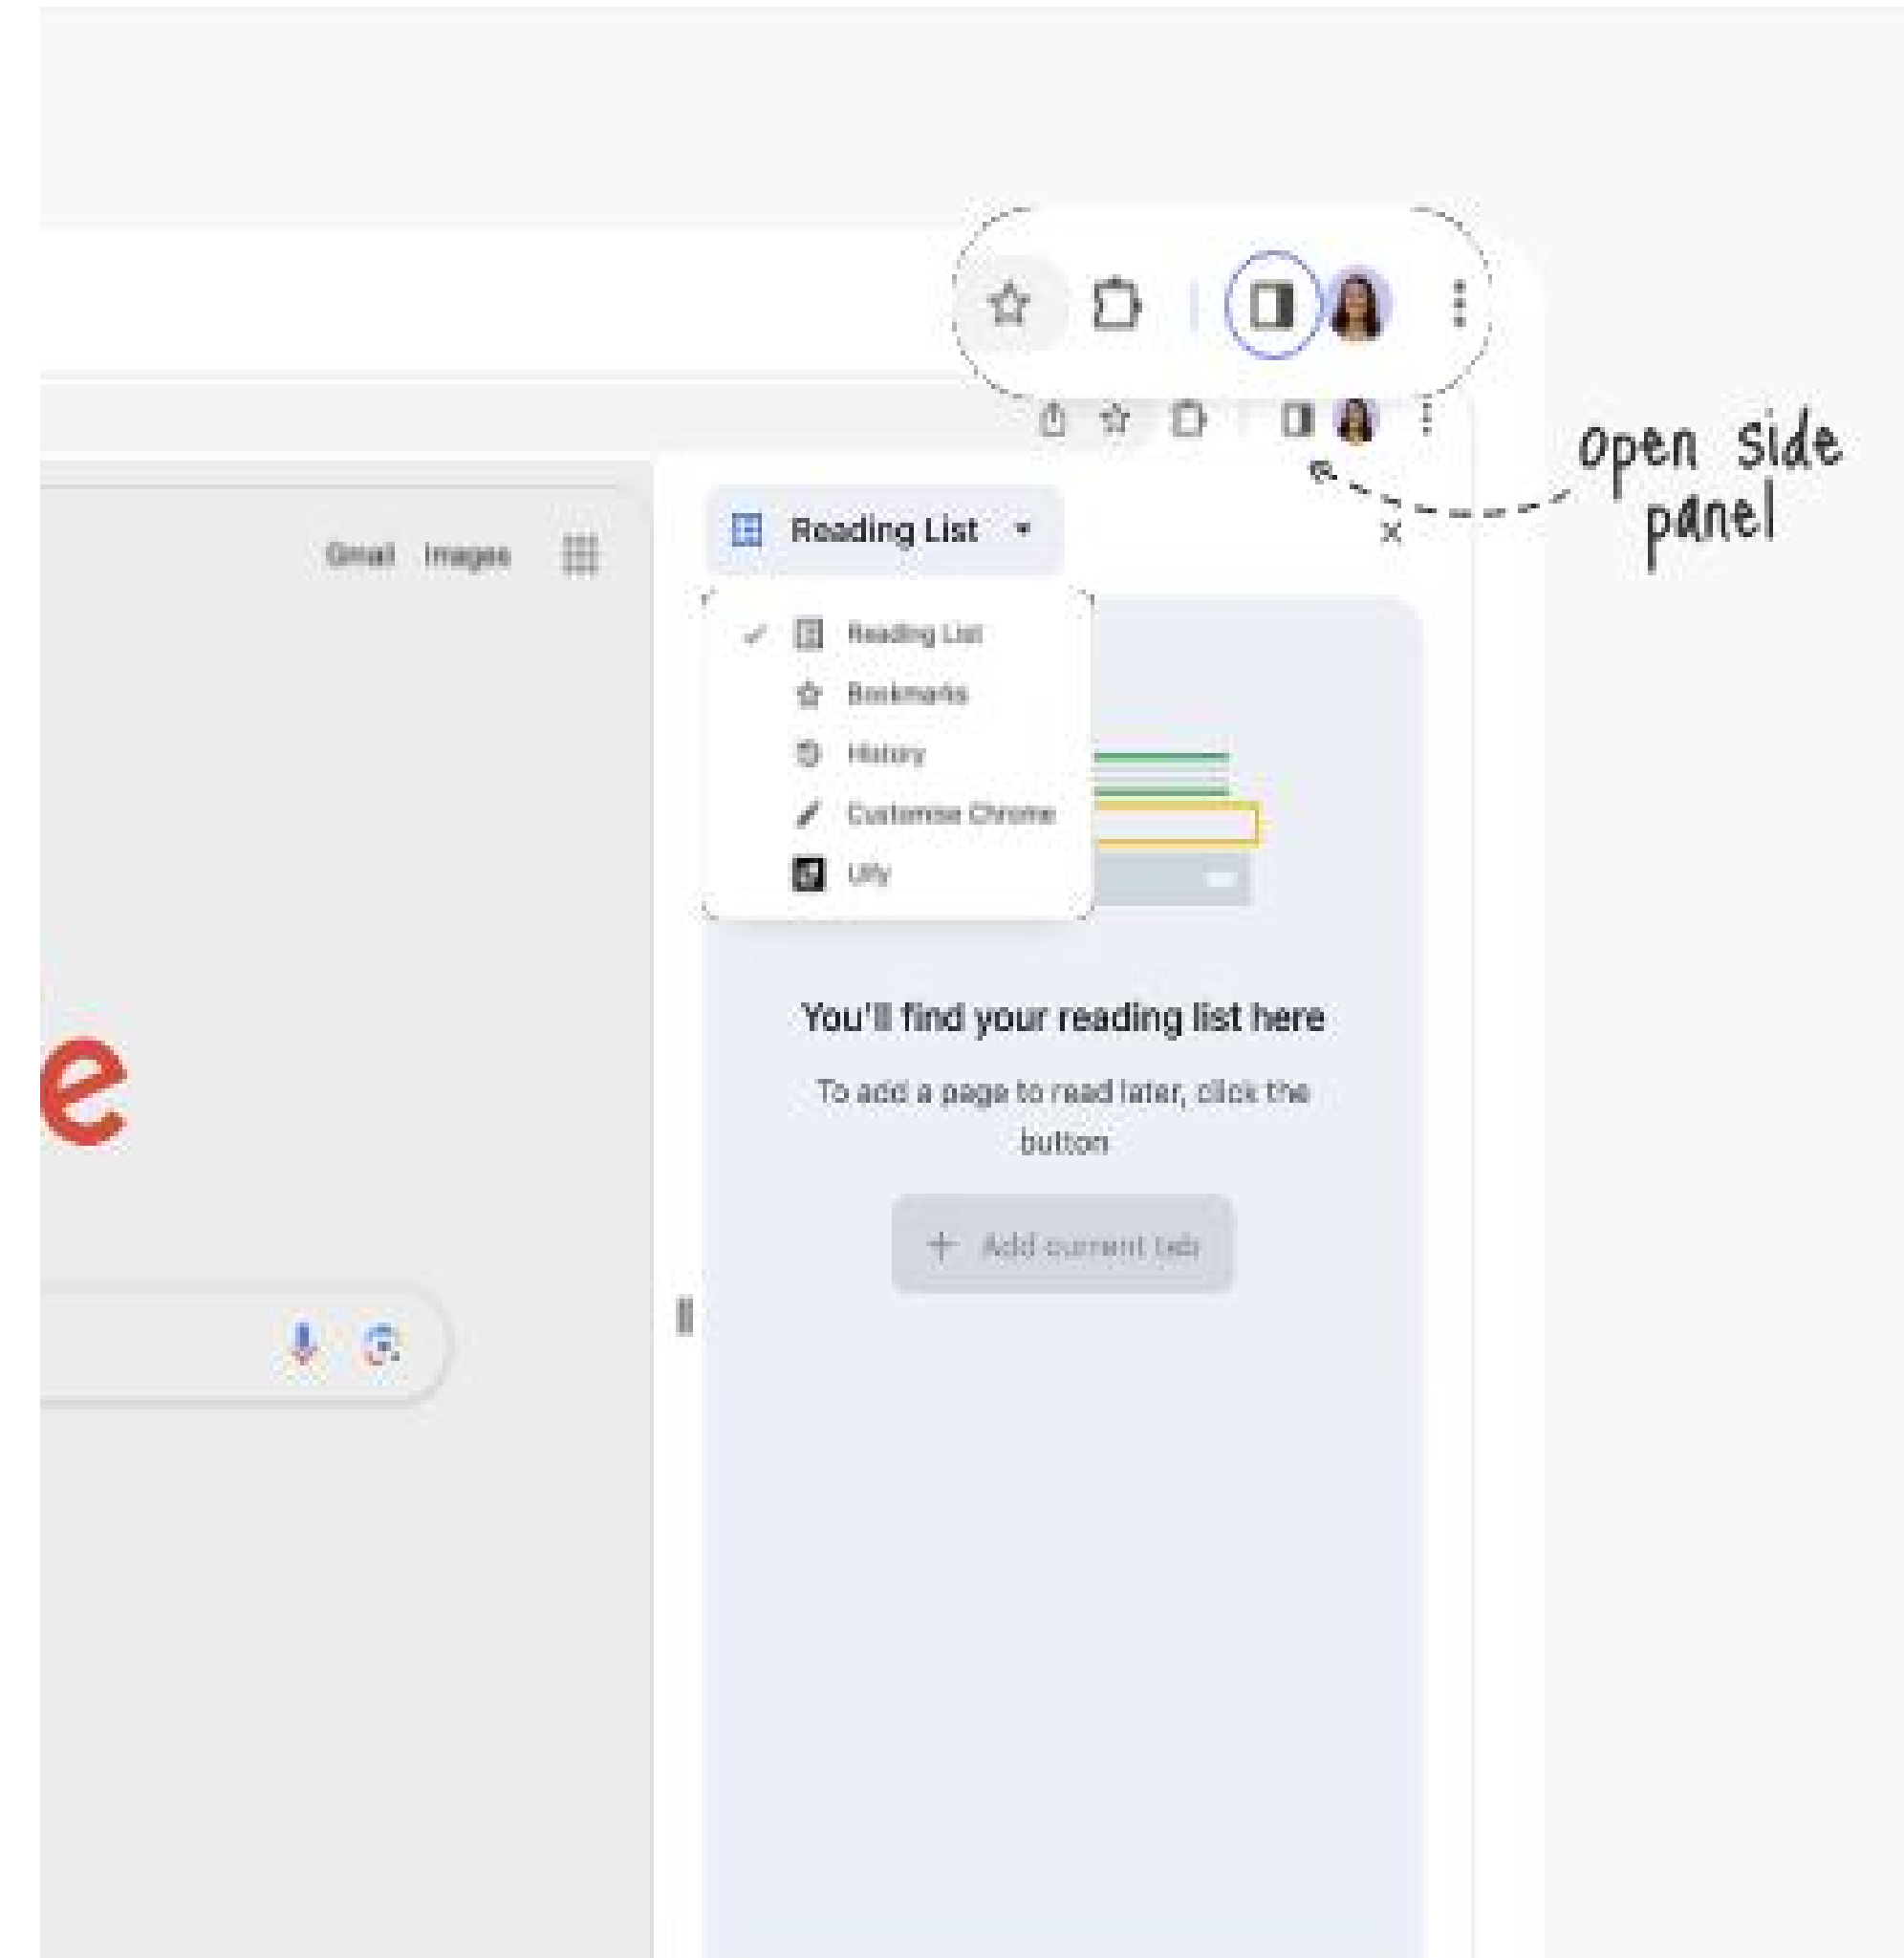 open side
panel
Reading List
Gmail Images
Reading List
Bookmarks
History
Customise Chrome
You'll find your reading list here
To add a page to read later, click the
button
+ Add current tab
e